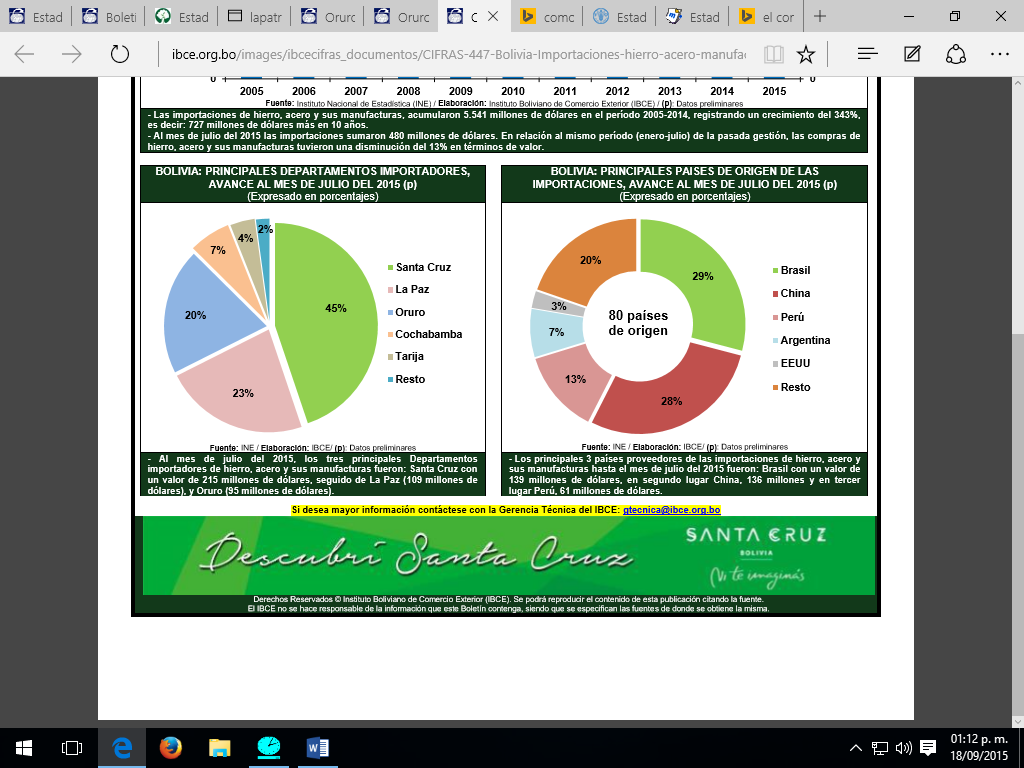 Estad
Boleti
Estad
lapatr
Oruro
Oruro
C
comc
Estad
Estad
el cor
ibce.org.bo/images/ibcecifras_documentos/CIFRAS-447-Bolivia-Importaciones-hierro-acero-manufa
0
0
2005 2006 2007 2008 2009 2010 2011 2012 2013 2014 2015
Fuente: Instituto Nacional de Estadística (INE) / Elaboración: Instituto Boliviano de Comercio Exterior (IBCE) / (p): Datos preliminares
- Las importaciones de hierro, acero y sus manufacturas, acumularon 5.541 millones de dólares en el período 2005-2014, registrando un crecimiento del 343%,
es decir: 727 millones de dólares más en 10 años.
- Al mes de julio del 2015 las importaciones sumaron 480 millones de dólares. En relación al mismo período (enero-julio) de la pasada gestión, las compras de
hierro, acero y sus manufacturas tuvieron una disminución del 13% en términos de valor.
BOLIVIA: PRINCIPALES DEPARTAMENTOS IMPORTADORES,
AVANCE AL MES DE JULIO DEL 2015 (p)
(Expresado en porcentajes)
2%
4%
7%
20%
45%
23%
Santa Cruz
La Paz
Oruro
Cochabamba
Tarija
Resto
Fuente: INE / Elaboración: IBCE/ (p): Datos preliminares
- Al mes de julio del 2015, los tres principales Departamentos
importadores de hierro, acero y sus manufacturas fueron: Santa Cruz con
un valor de 215 millones de dólares, seguido de La Paz (109 millones de
dólares), y Oruro (95 millones de dólares).
BOLIVIA: PRINCIPALES PAISES DE ORIGEN DE LAS
IMPORTACIONES, AVANCE AL MES DE JULIO DEL 2015 (p)
(Expresado en porcentajes)
20%
29%
3%
7%
13%
28%
80 países
de origen
Brasil
China
Perú
Argentina
EEUU
Resto
Fuente: INE / Elaboración: IBCE/ (p): Datos preliminares
- Los principales 3 países proveedores de las importaciones de hierro, acero y
sus manufacturas hasta el mes de julio del 2015 fueron: Brasil con un valor de
139 millones de dólares, en segundo lugar China, 136 millones y en tercer
lugar Perú, 61 millones de dólares.
Si desea mayor información contáctese con la Gerencia Técnica del IBCE: gtecnica@ibce.org.bo
Descubrí Santa Cruz
SANTA CRUZ
BOLIVIA
Ni te imaginás
Derechos Reservados © Instituto Boliviano de Comercio Exterior (IBCE). Se podrá reproducir el contenido de esta publicación citando la fuente.
El IBCE no se hace responsable de la información que este Boletín contenga, siendo que se especifican las fuentes de donde se obtiene la misma.
01:12 p. m.
18/09/2015